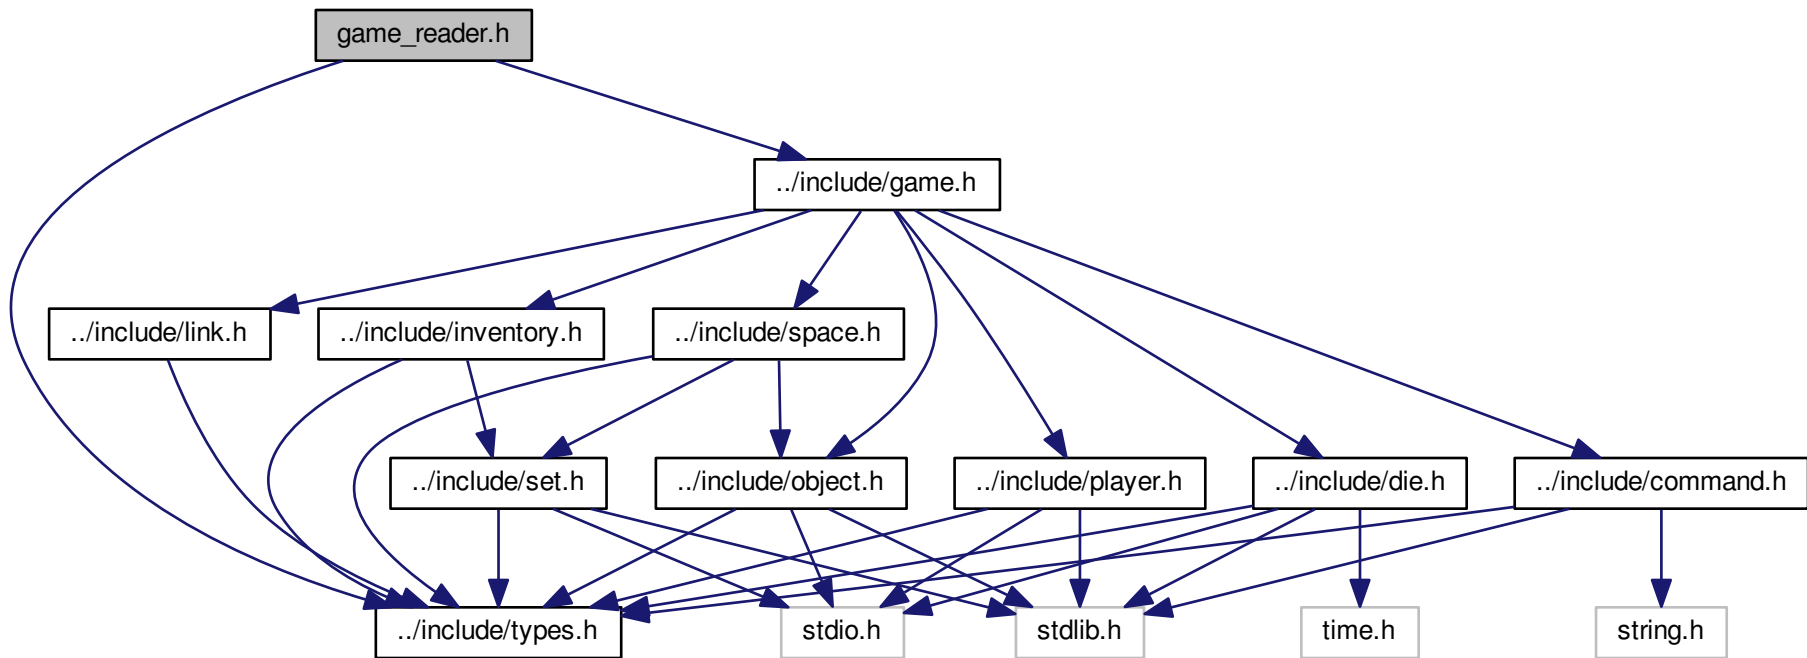 game_reader.h
../include/game.h
../include/link.h
../include/inventory.h
../include/space.h
../include/set.h
../include/object.h
../include/player.h
../include/die.h
../include/command.h
../include/types.h
stdio.h
stdlib.h
time.h
string.h